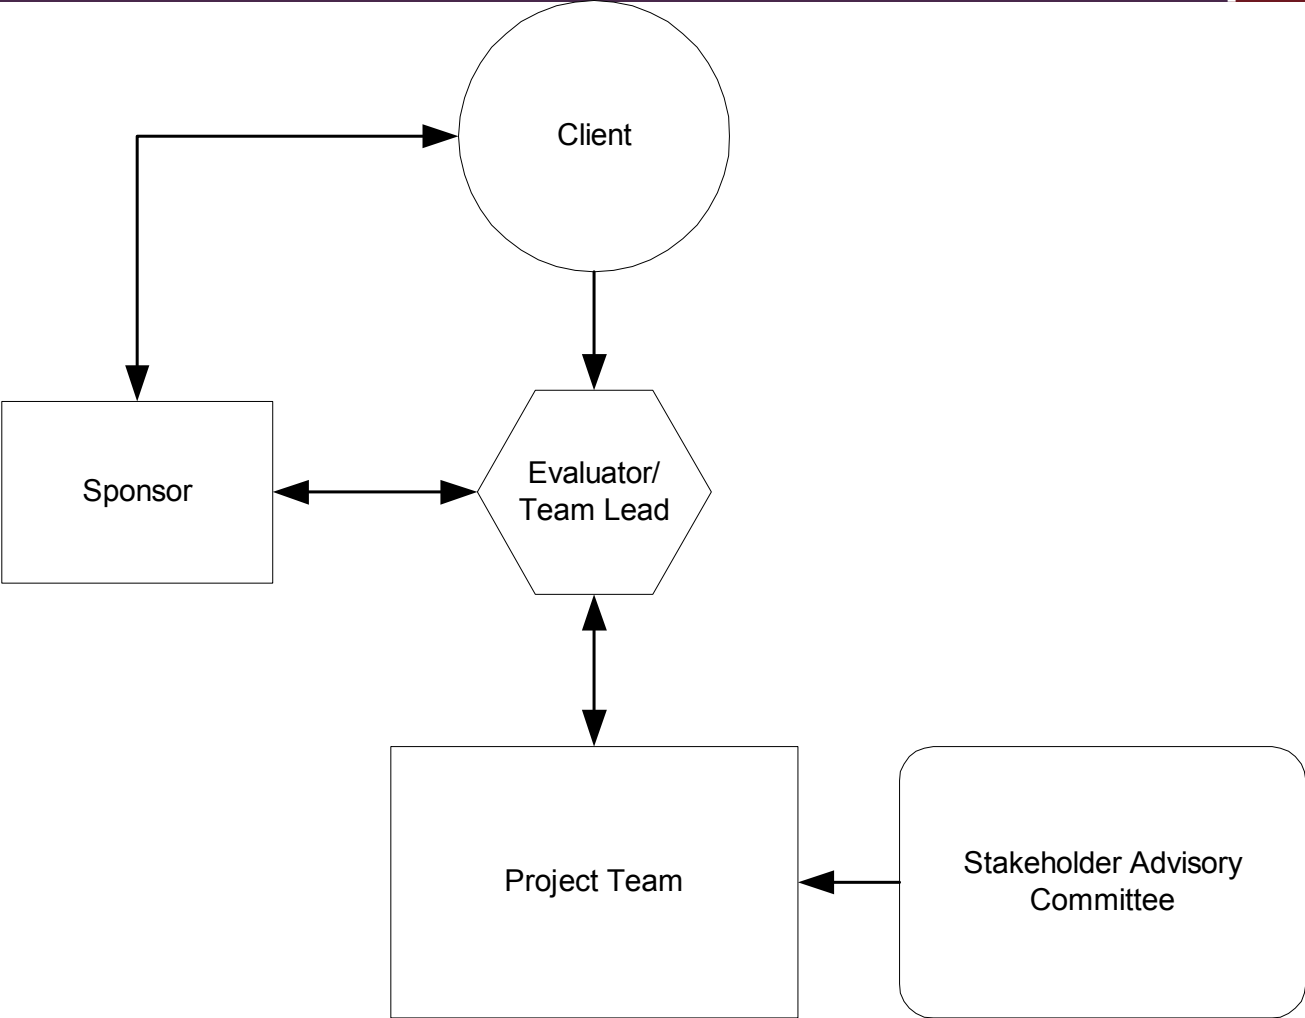 Client
Sponsor
Evaluator/
Team Lead
Project Team
Stakeholder Advisory
Committee